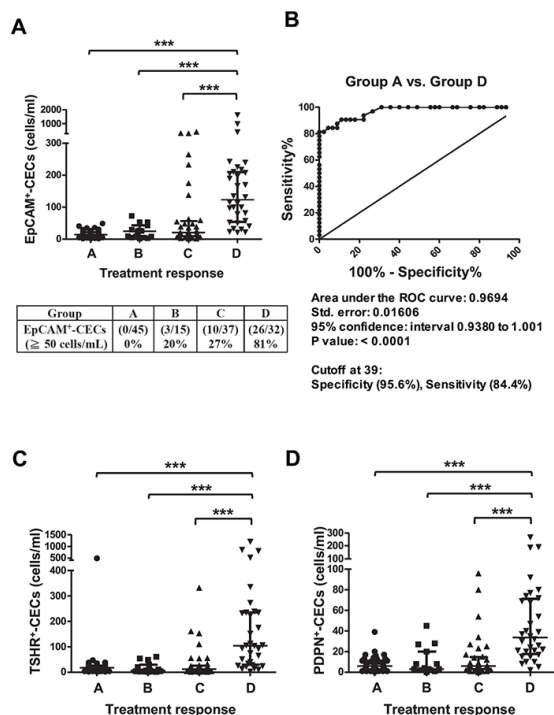 A
***
***
***
EpCAM⁺-CECs (cells/ml)
2000
1000
300
200
100
0
A B C D
Treatment response
Group A B C D
EpCAM⁺-CECs (0/45) (3/15) (10/37) (26/32)
(≧ 50 cells/mL) 0% 20% 27% 81%
B
Group A vs. Group D
Sensitivity%
100
80
60
40
20
0
0 20 40 60 80 100
100% - Specificity%
Area under the ROC curve: 0.9694
Std. error: 0.01606
95% confidence: interval 0.9380 to 1.001
P value: < 0.0001
Cutoff at 39:
Specificity (95.6%), Sensitivity (84.4%)
C
***
***
***
TSHR⁺-CECs (cells/ml)
1500
1000
500
400
300
200
100
0
A B C D
Treatment response
D
***
***
***
PDPN⁺-CECs (cells/ml)
300
200
100
80
60
40
20
0
A B C D
Treatment response